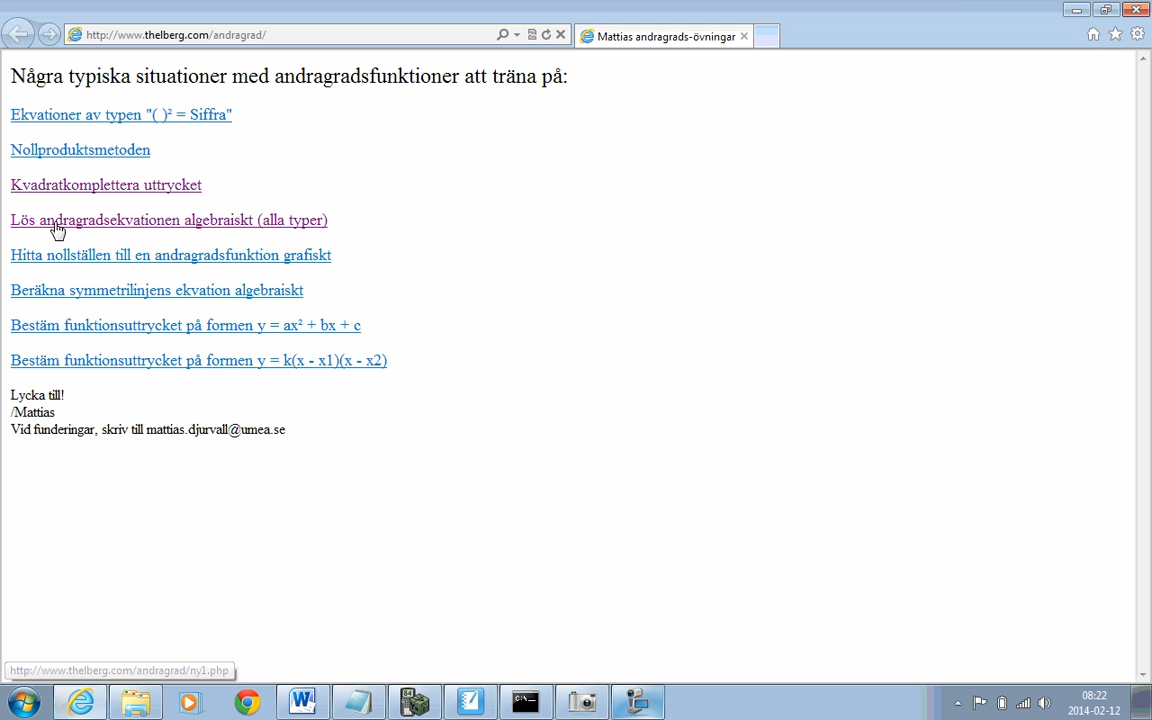 http://www.thelberg.com/andragrad/
Mattias andragrads-övningar
Några typiska situationer med andragradsfunktioner att träna på:
Ekvationer av typen "( )² = Siffra"
Nollproduktsmetoden
Kvadratkomplettera uttrycket
Lös andragradsekvationen algebraiskt (alla typer)
Hitta nollställen till en andragradsfunktion grafiskt
Beräkna symmetrilinjens ekvation algebraiskt
Bestäm funktionsuttrycket på formen y = ax² + bx + c
Bestäm funktionsuttrycket på formen y = k(x - x1)(x - x2)
Lycka till!
/Mattias
Vid funderingar, skriv till mattias.djurvall@umea.se
http://www.thelberg.com/andragrad/ny1.php
08:22
2014-02-12